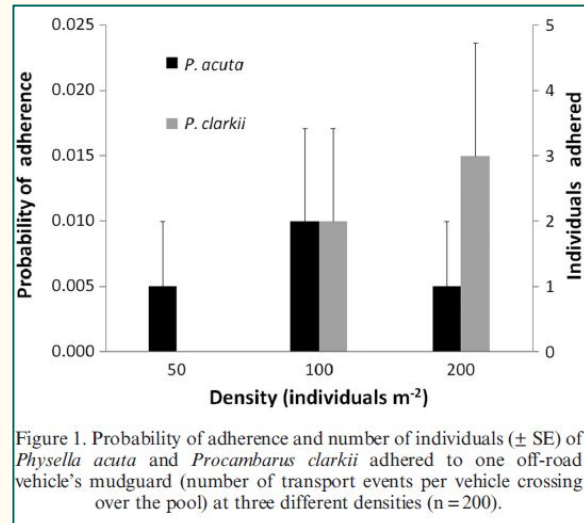 0.025
0.020
0.015
0.010
0.005
0.000
Probability of adherence
P. acuta
P. clarkii
5
4
3
2
1
0
Individuals adhered
50 100 200
Density (individuals m⁻²)
Figure 1. Probability of adherence and number of individuals (± SE) of
Physella acuta and Procambarus clarkii adhered to one off-road
vehicle's mudguard (number of transport events per vehicle crossing
over the pool) at three different densities (n = 200).